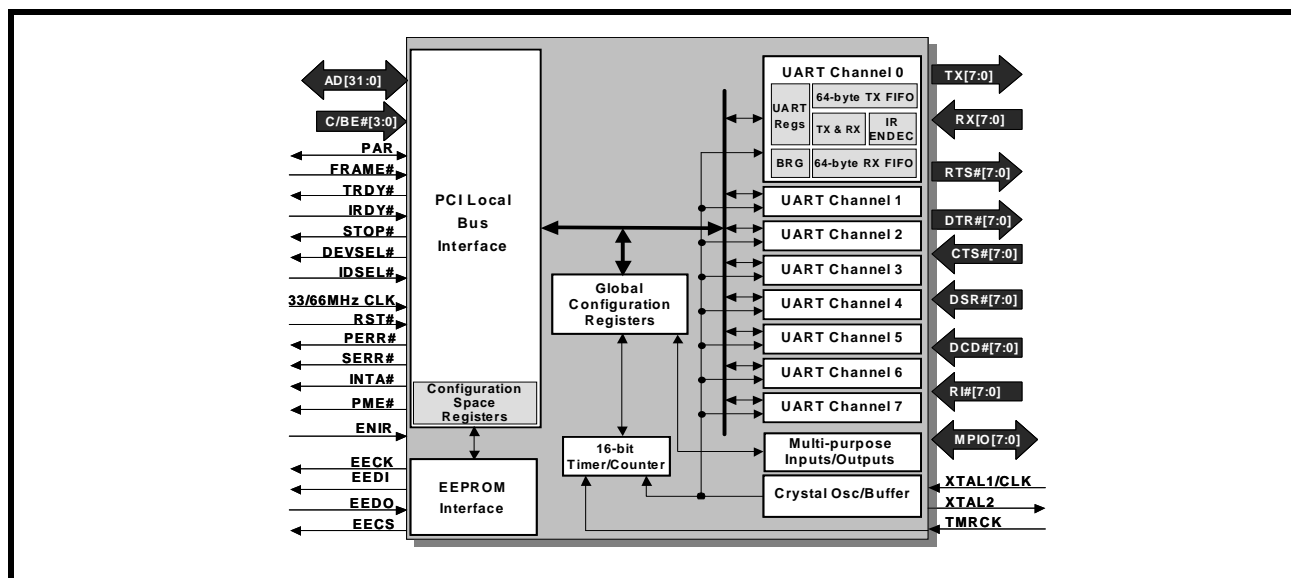 AD[31:0]
C/BE#[3:0]
PAR
FRAME#
TRDY#
IRDY#
STOP#
DEVSEL#
IDSEL#
33/66MHz CLK
RST#
PERR#
SERR#
INTA#
PME#
ENIR
EECK
EEDI
EEDO
EECS
PCI Local
Bus
Interface
Configuration
Space
Registers
EEPROM
Interface
Global
Configuration
Registers
16-bit
Timer/Counter
UART Channel 0
UART
Regs
64-byte TX FIFO
TX & RX
IR
ENDEC
BRG
64-byte RX FIFO
UART Channel 1
UART Channel 2
UART Channel 3
UART Channel 4
UART Channel 5
UART Channel 6
UART Channel 7
Multi-purpose
Inputs/Outputs
Crystal Osc/Buffer
TX[7:0]
RX[7:0]
RTS#[7:0]
DTR#[7:0]
CTS#[7:0]
DSR#[7:0]
DCD#[7:0]
RI#[7:0]
MPIO[7:0]
XTAL1/CLK
XTAL2
TMRCK